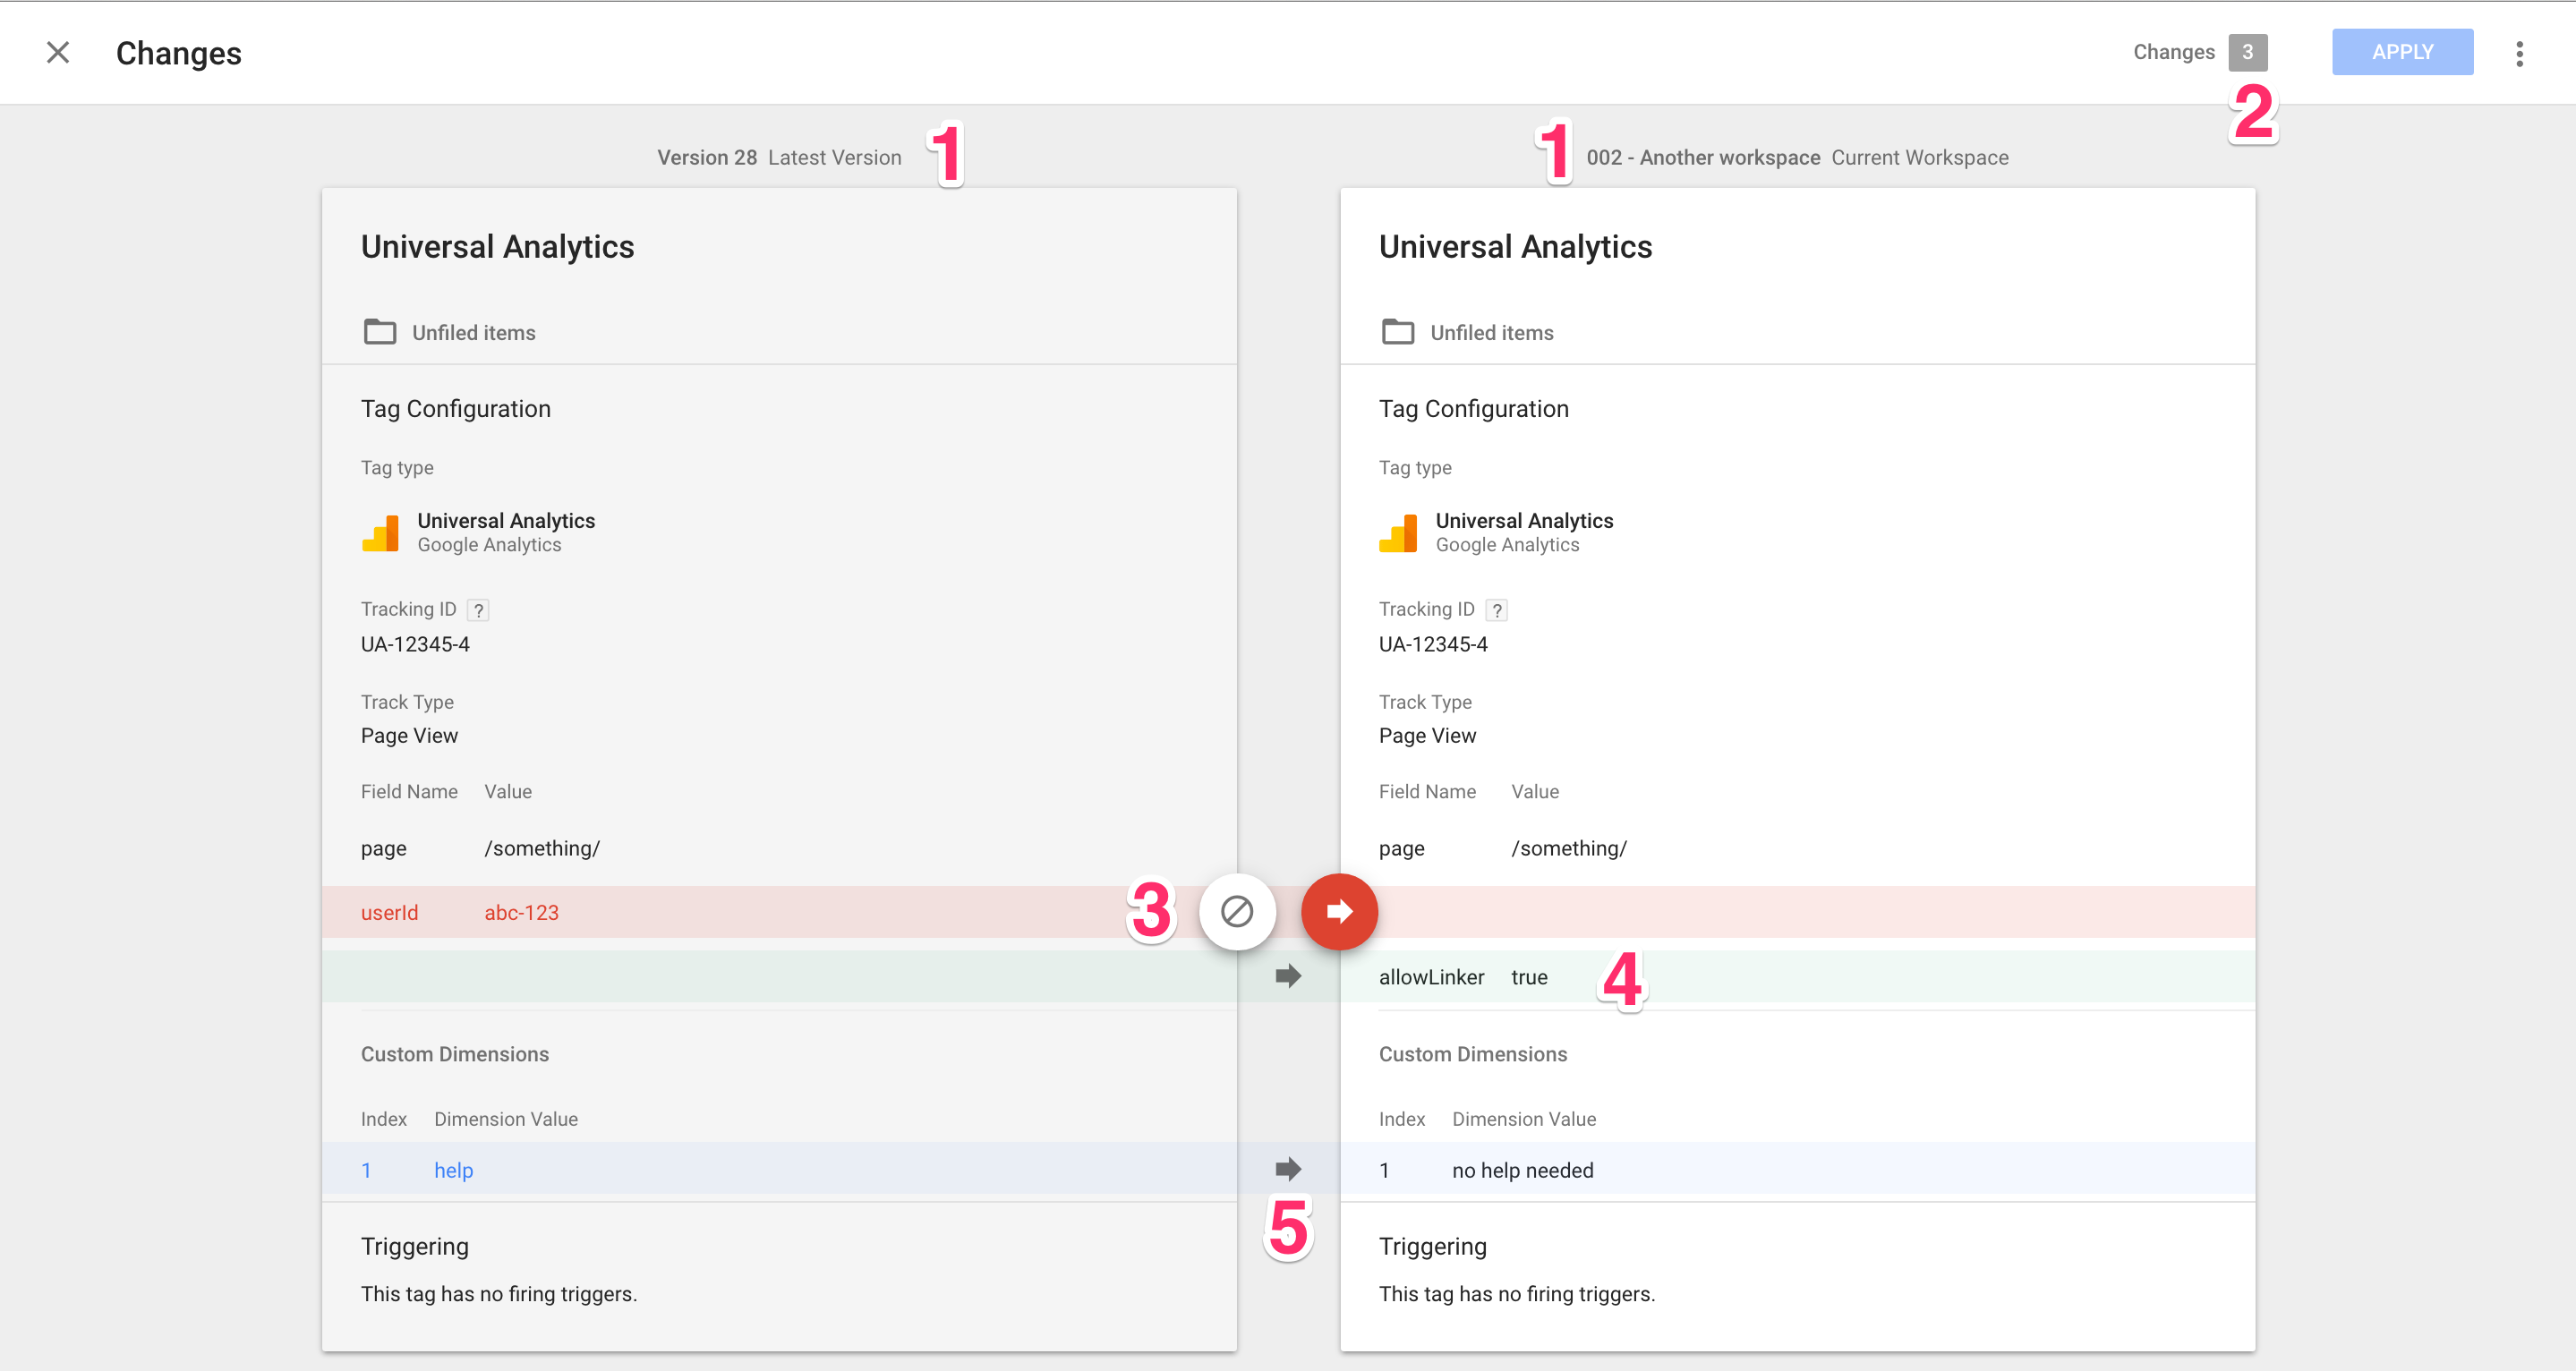 Changes
Changes 3 APPLY
2
Version 28 Latest Version 1
1 002 - Another workspace Current Workspace
Universal Analytics
Unfiled items
Tag Configuration
Tag type
Universal Analytics
Google Analytics
Tracking ID ?
UA-12345-4
Track Type
Page View
Field Name Value
page /something/
userId abc-123 3
Custom Dimensions
Index Dimension Value
1 help
5
Triggering
This tag has no firing triggers.
Universal Analytics
Unfiled items
Tag Configuration
Tag type
Universal Analytics
Google Analytics
Tracking ID ?
UA-12345-4
Track Type
Page View
Field Name Value
page /something/
allowLinker true 4
Custom Dimensions
Index Dimension Value
1 no help needed
Triggering
This tag has no firing triggers.